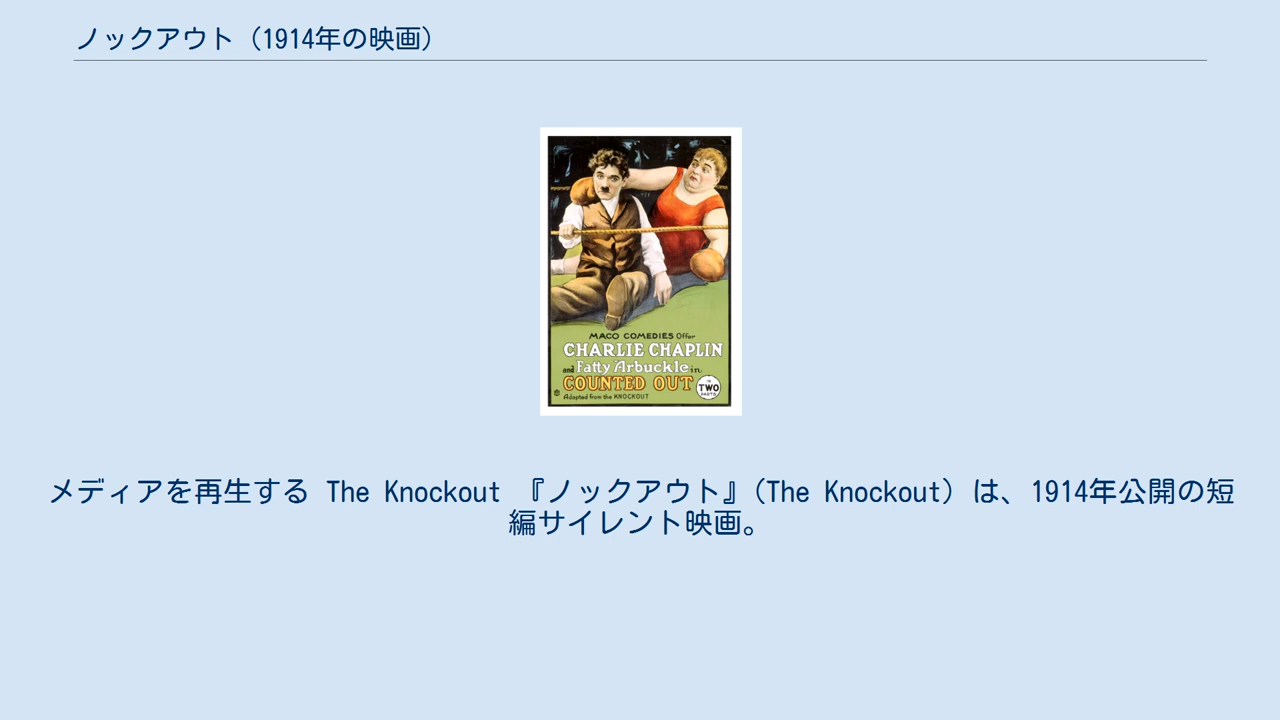 ノックアウト（1914年の映画）
MACO COMEDIES Offer
CHARLIE CHAPLIN
and Fatty Arbuckle in
COUNTED OUT
IN
TWO
PARTS
Adapted from the KNOCKOUT
メディアを再生する The Knockout 『ノックアウト』（The Knockout）は、1914年公開の短
編サイレント映画。